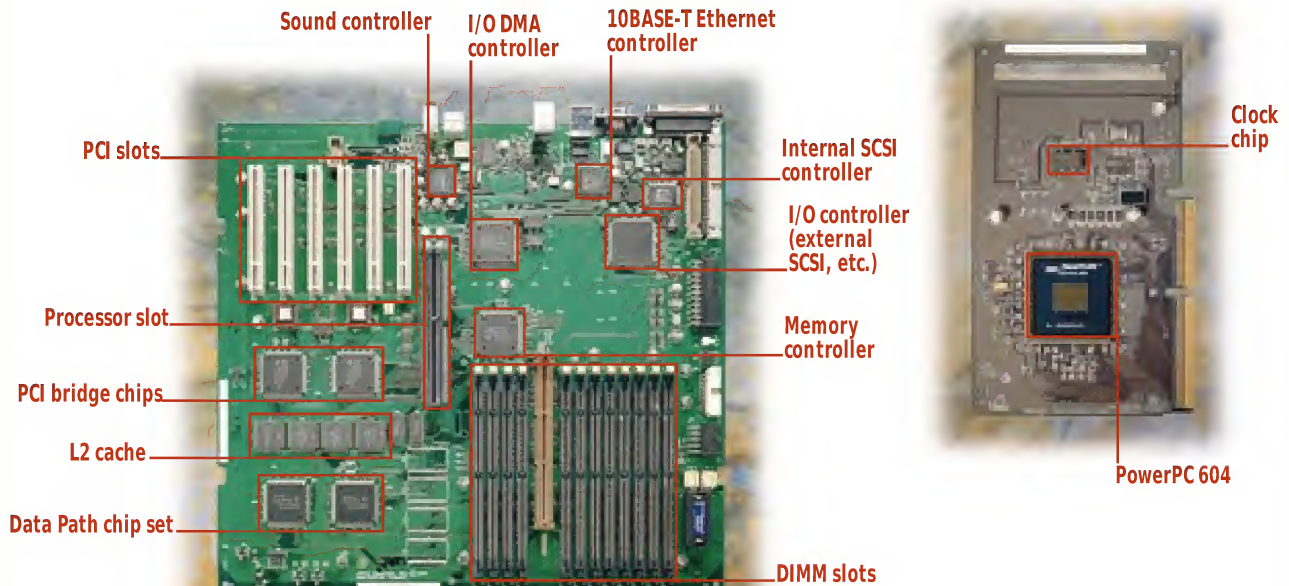 Sound controller
I/O DMA
controller
10BASE-T Ethernet
controller
PCI slots
Internal SCSI
controller
I/O controller
(external
SCSI, etc.)
Processor slot
Memory
controller
PCI bridge chips
L2 cache
Data Path chip set
DIMM slots
Clock
chip
PowerPC 604